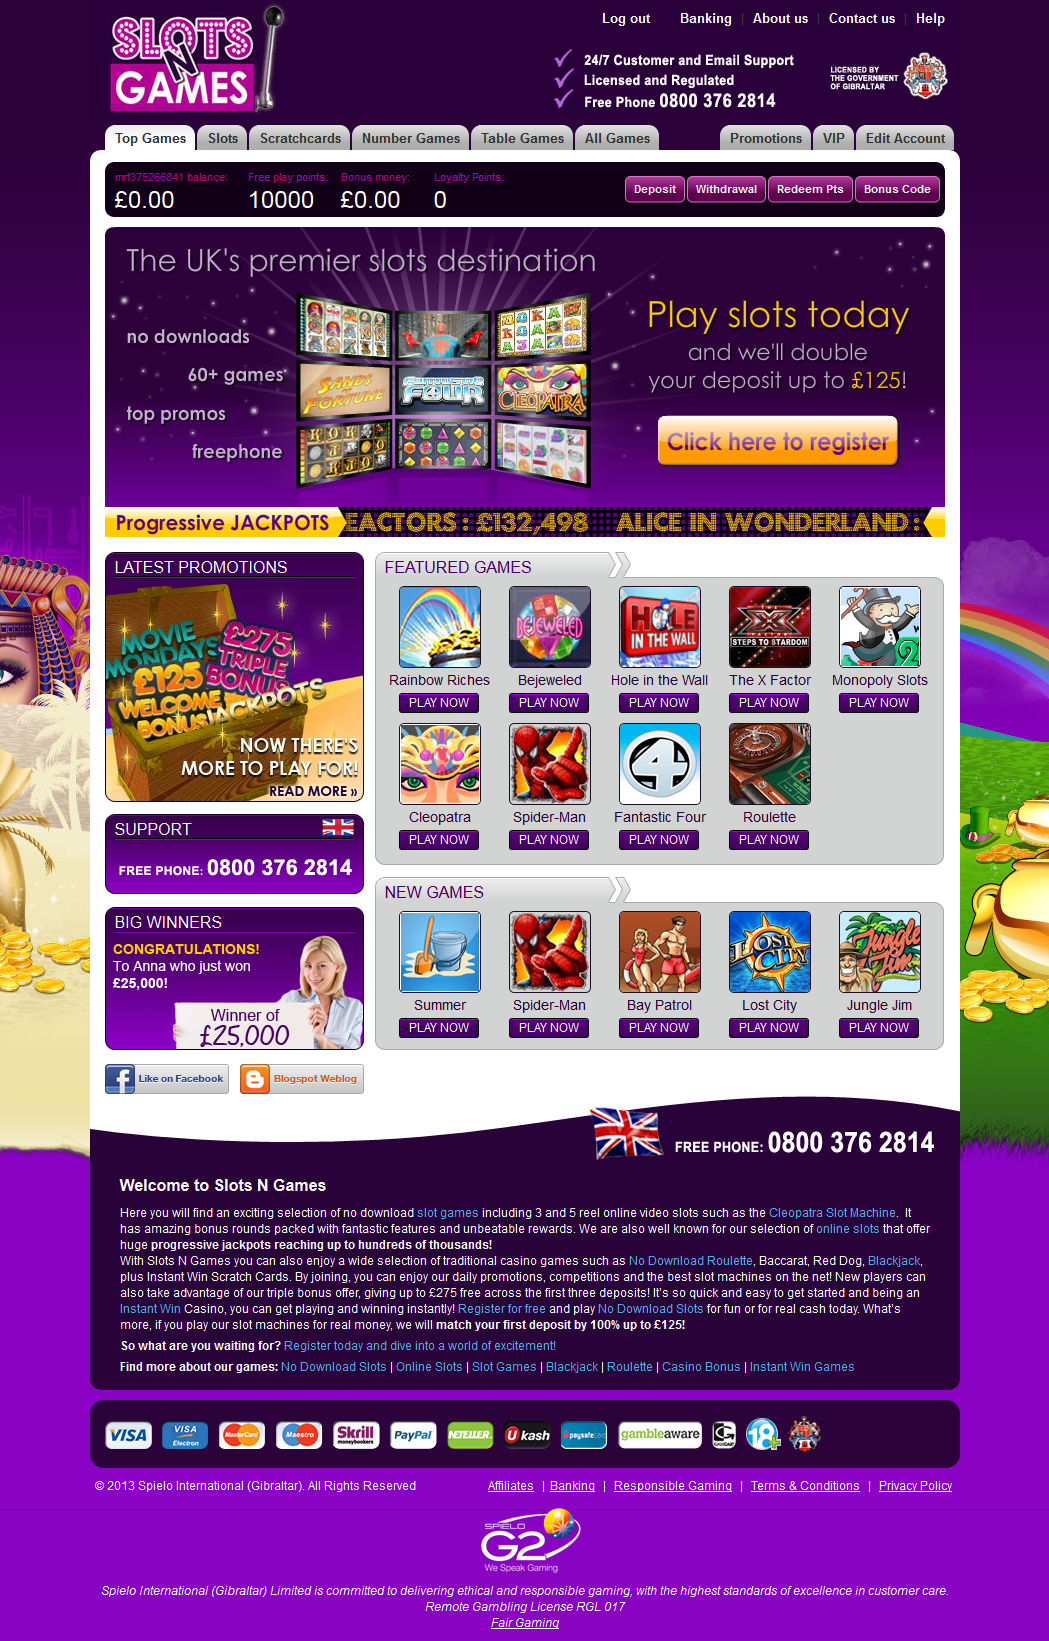 SLOTS
N
GAMES
Log out
Banking | About us | Contact us | Help
24/7 Customer and Email Support
Licensed and Regulated
Free Phone 0800 376 2814
LICENSED BY
THE GOVERNMENT
OF GIBRALTAR
Top Games
Slots
Scratchcards
Number Games
Table Games
All Games
Promotions
VIP
Edit Account
mrt375266841 balance:
£0.00
Free play points:
10000
Bonus money:
£0.00
Loyalty Points:
0
Deposit
Withdrawal
Redeem Pts
Bonus Code
The UK's premier slots destination
no downloads
60+ games
top promos
freephone
SANDS OF FORTUNE
FANTASTIC FOUR
CLEOPATRA
Play slots today
and we'll double
your deposit up to £125!
Click here to register
Progressive JACKPOTS
EACTORS : £132,498 ALICE IN WONDERLAND :
LATEST PROMOTIONS
MOVIE
MONDAYS
£275
TRIPLE
BONUS
£125
WELCOME
BONUS
JACKPOTS
NOW THERE'S
MORE TO PLAY FOR!
READ MORE »
SUPPORT
FREE PHONE: 0800 376 2814
BIG WINNERS
CONGRATULATIONS!
To Anna who just won
£25,000!
Winner of
£25,000
Like on Facebook
Blogspot Weblog
FEATURED GAMES
BEJEWELED
HOLE
IN THE WALL
X
FACTOR
STEPS TO STARDOM
2
Rainbow Riches
Bejeweled
Hole in the Wall
The X Factor
Monopoly Slots
PLAY NOW
PLAY NOW
PLAY NOW
PLAY NOW
PLAY NOW
4
Cleopatra
Spider-Man
Fantastic Four
Roulette
PLAY NOW
PLAY NOW
PLAY NOW
PLAY NOW
NEW GAMES
LOST
CITY
Jungle
Jim
Summer
Spider-Man
Bay Patrol
Lost City
Jungle Jim
PLAY NOW
PLAY NOW
PLAY NOW
PLAY NOW
PLAY NOW
FREE PHONE: 0800 376 2814
Welcome to Slots N Games
Here you will find an exciting selection of no download slot games including 3 and 5 reel online video slots such as the Cleopatra Slot Machine. It
has amazing bonus rounds packed with fantastic features and unbeatable rewards. We are also well known for our selection of online slots that offer
huge progressive jackpots reaching up to hundreds of thousands!
With Slots N Games you can also enjoy a wide selection of traditional casino games such as No Download Roulette, Baccarat, Red Dog, Blackjack,
plus Instant Win Scratch Cards. By joining, you can enjoy our daily promotions, competitions and the best slot machines on the net! New players can
also take advantage of our triple bonus offer, giving up to £275 free across the first three deposits! It's so quick and easy to get started and being an
Instant Win Casino, you can get playing and winning instantly! Register for free and play No Download Slots for fun or for real cash today. What's
more, if you play our slot machines for real money, we will match your first deposit by 100% up to £125!
So what are you waiting for? Register today and dive into a world of excitement!
Find more about our games: No Download Slots | Online Slots | Slot Games | Blackjack | Roulette | Casino Bonus | Instant Win Games
VISA
VISA
Electron
MasterCard
Maestro
Skrill
moneybookers
PayPal
NETELLER
Ukash
paysafecard
gambleaware
GAMCARE
18+
© 2013 Spielo International (Gibraltar). All Rights Reserved
Affiliates | Banking | Responsible Gaming | Terms & Conditions | Privacy Policy
SPIELO
G2
We Speak Gaming
Spielo International (Gibraltar) Limited is committed to delivering ethical and responsible gaming, with the highest standards of excellence in customer care.
Remote Gambling License RGL 017
Fair Gaming